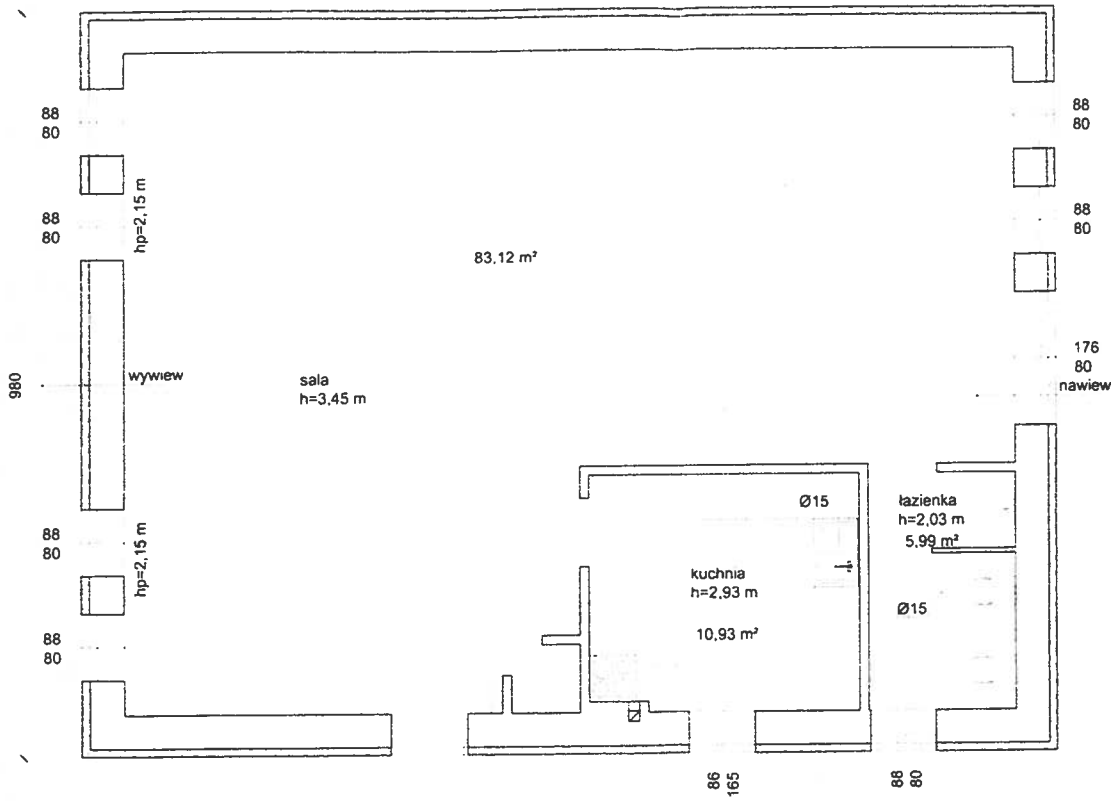 88
80
88
80
hp=2,15 m
88
80
88
80
83,12 m²
980
wywiew
sala
h=3,45 m
176
80
nawiew
Ø15
łazienka
h=2,03 m
5,99 m²
88
80
hp=2,15 m
kuchnia
h=2,93 m
10,93 m²
Ø15
88
80
86
165
88
80